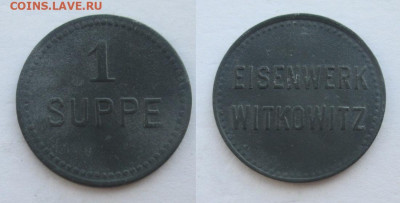 COINS.LAVE.RU
1
SUPPE
EISENWERK
WITKOWITZ